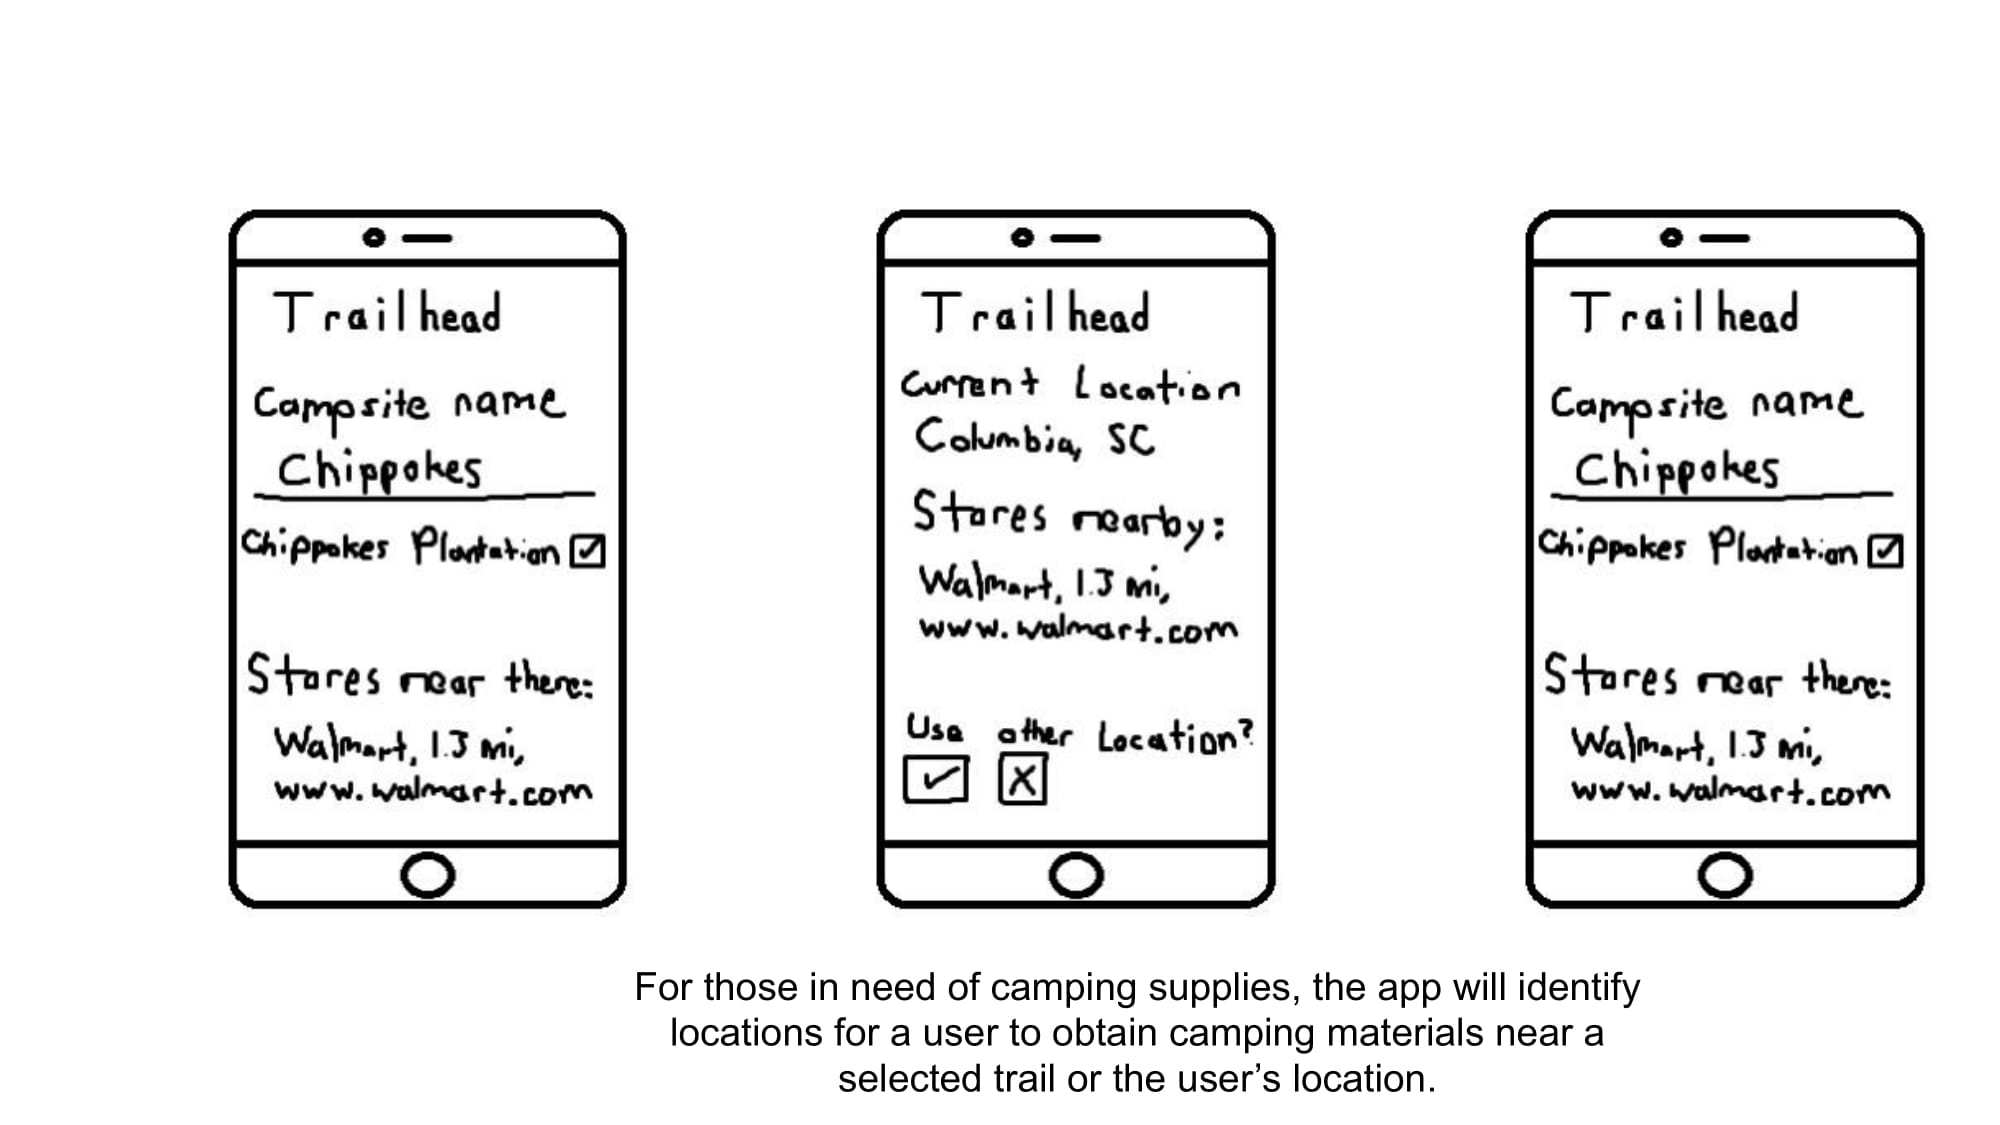 Trailhead
Campsite name
Chippokes
Chippokes Plantation
Stores near there:
Walmart, 1.3 mi,
www.walmart.com
Trailhead
Current Location
Columbia, SC
Stores nearby:
Walmart, 1.3 mi,
www.walmart.com
Use other Location?
X
Trailhead
Campsite name
Chippokes
Chippokes Plantation
Stores near there:
Walmart, 1.3 mi,
www.walmart.com
For those in need of camping supplies, the app will identify
locations for a user to obtain camping materials near a
selected trail or the user’s location.